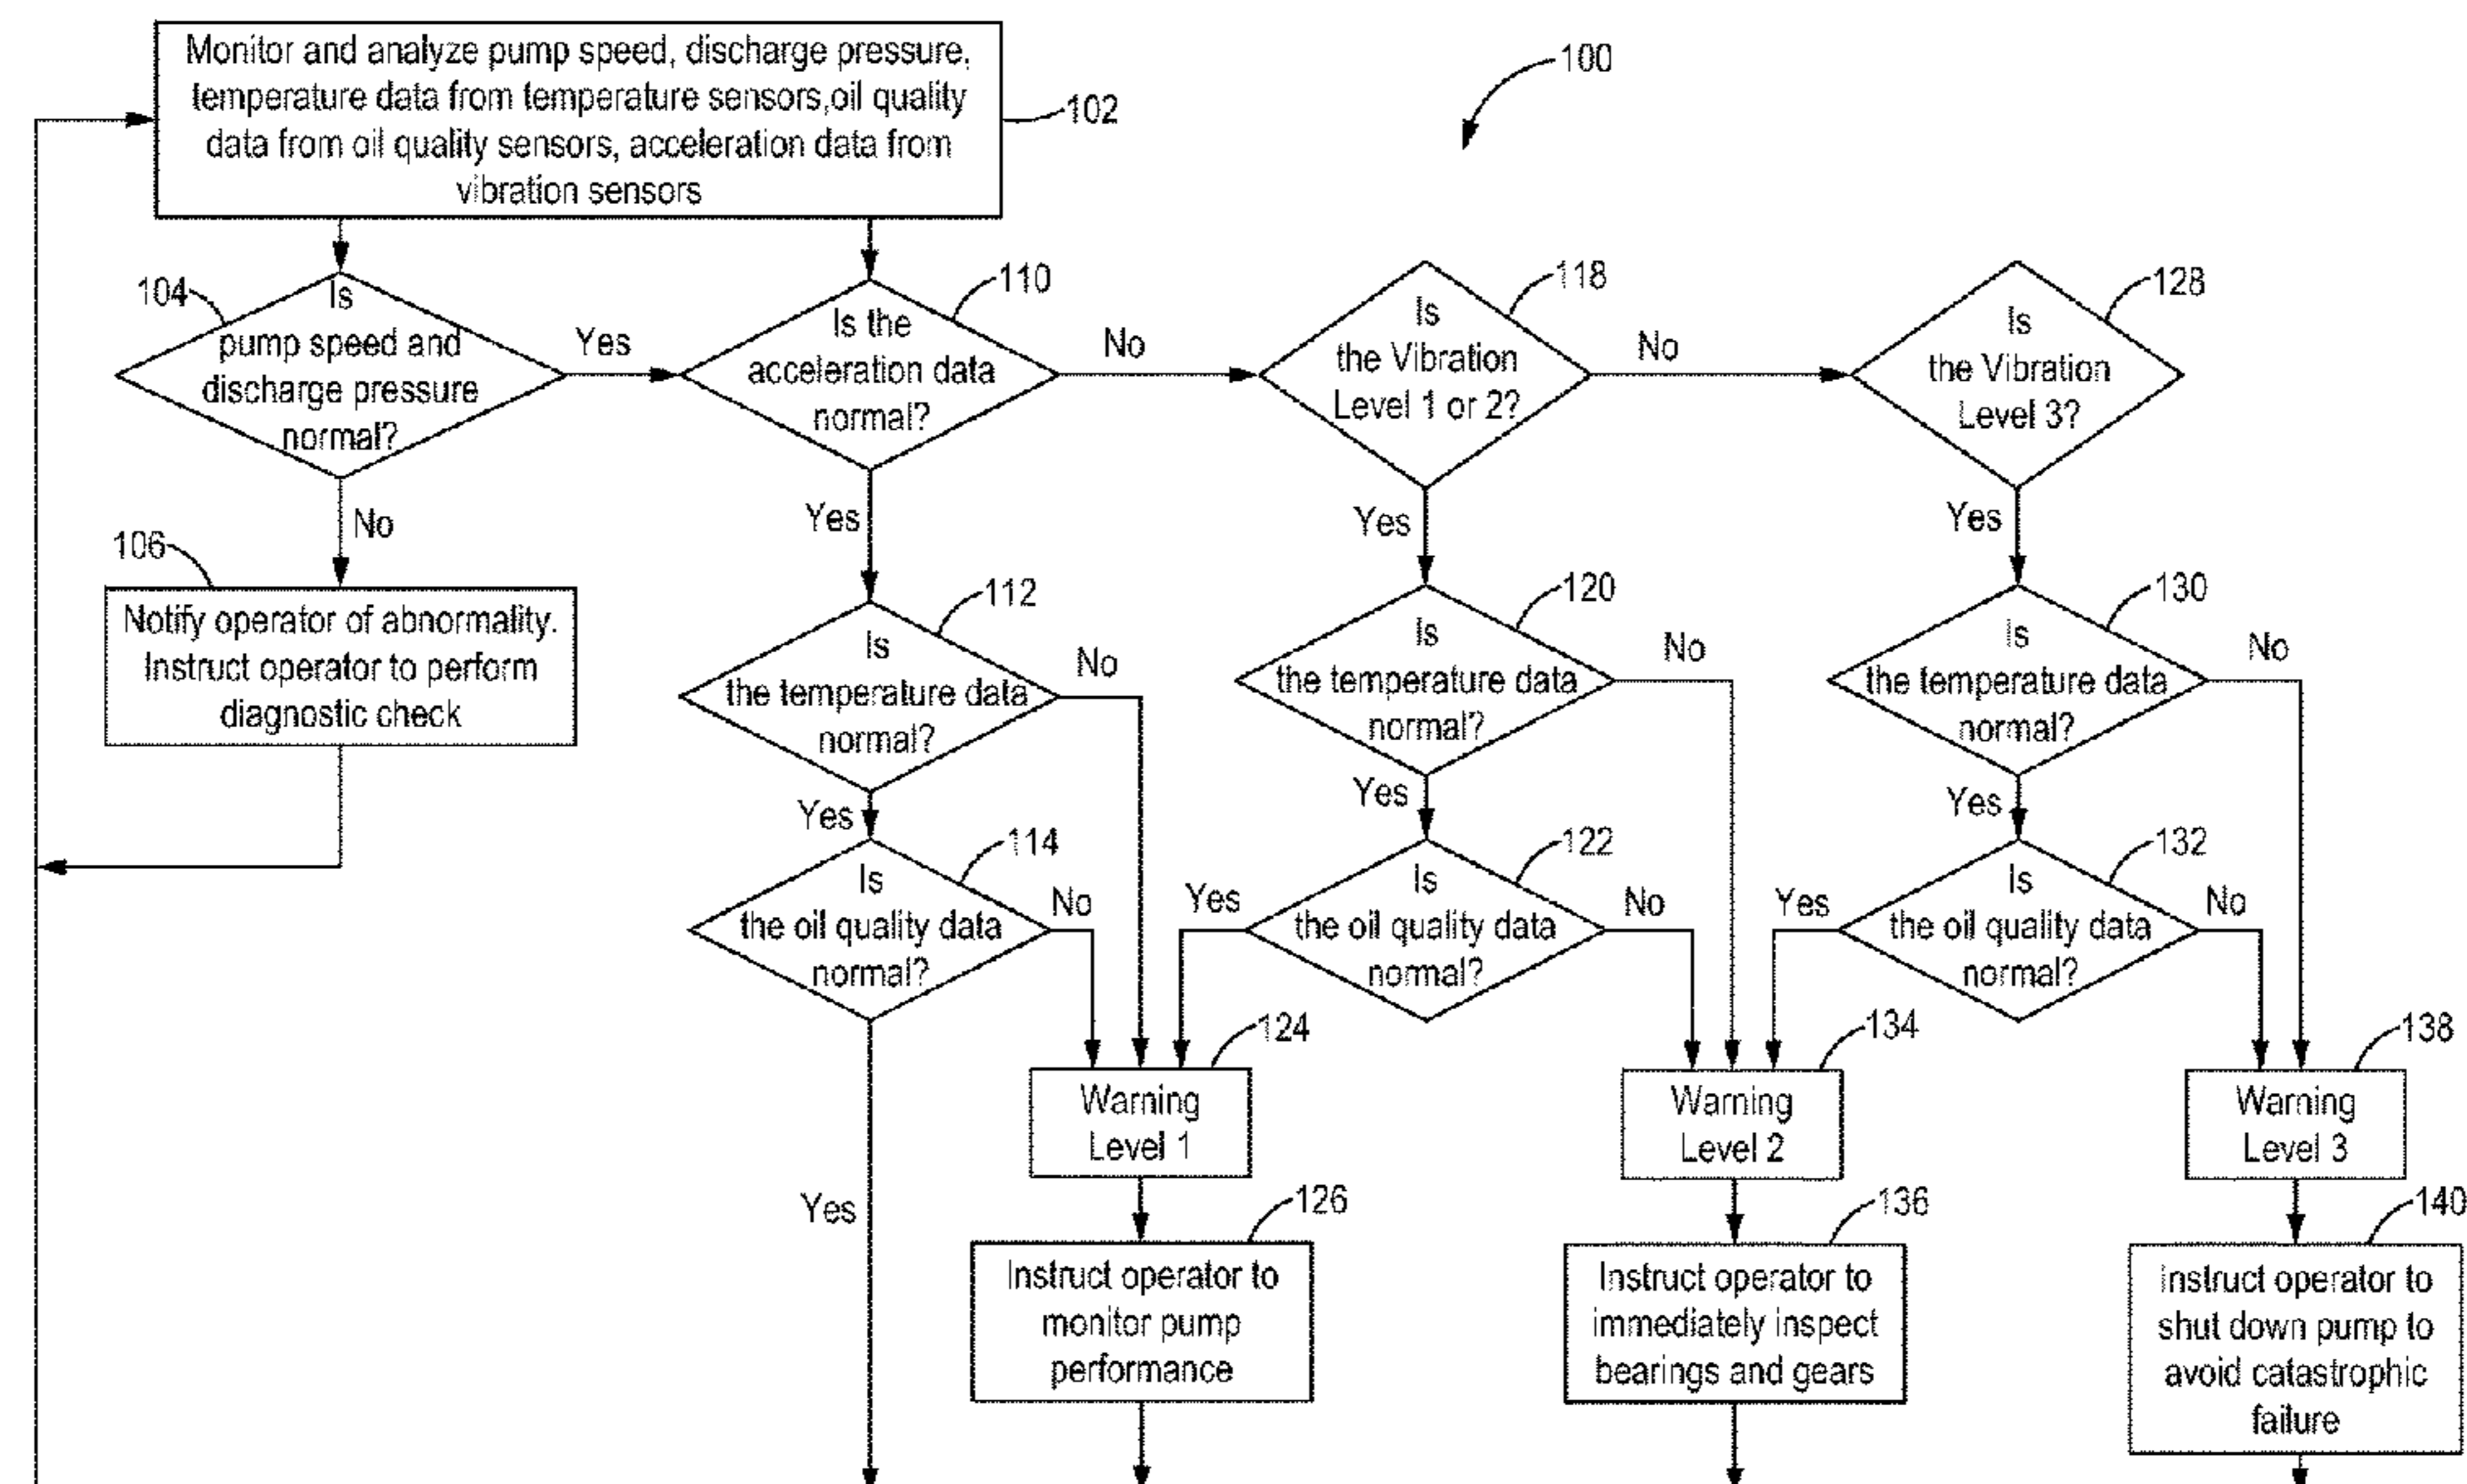 Monitor and analyze pump speed, discharge pressure,
temperature data from temperature sensors,oil quality
data from oil quality sensors, acceleration data from
vibration sensors
102
100
104
Is
pump speed and
discharge pressure
normal?
Yes
No
110
Is the
acceleration data
normal?
No
Yes
118
Is
the Vibration
Level 1 or 2?
No
Yes
128
Is
the Vibration
Level 3?
Yes
106
Notify operator of abnormality.
Instruct operator to perform
diagnostic check
112
Is
the temperature data
normal?
No
Yes
120
Is
the temperature data
normal?
No
Yes
130
Is
the temperature data
normal?
No
Yes
114
Is
the oil quality data
normal?
No
Yes
122
Is
the oil quality data
normal?
Yes
No
132
Is
the oil quality data
normal?
Yes
No
124
Warning
Level 1
134
Warning
Level 2
138
Warning
Level 3
126
Instruct operator to
monitor pump
performance
136
Instruct operator to
immediately inspect
bearings and gears
140
instruct operator to
shut down pump to
avoid catastrophic
failure